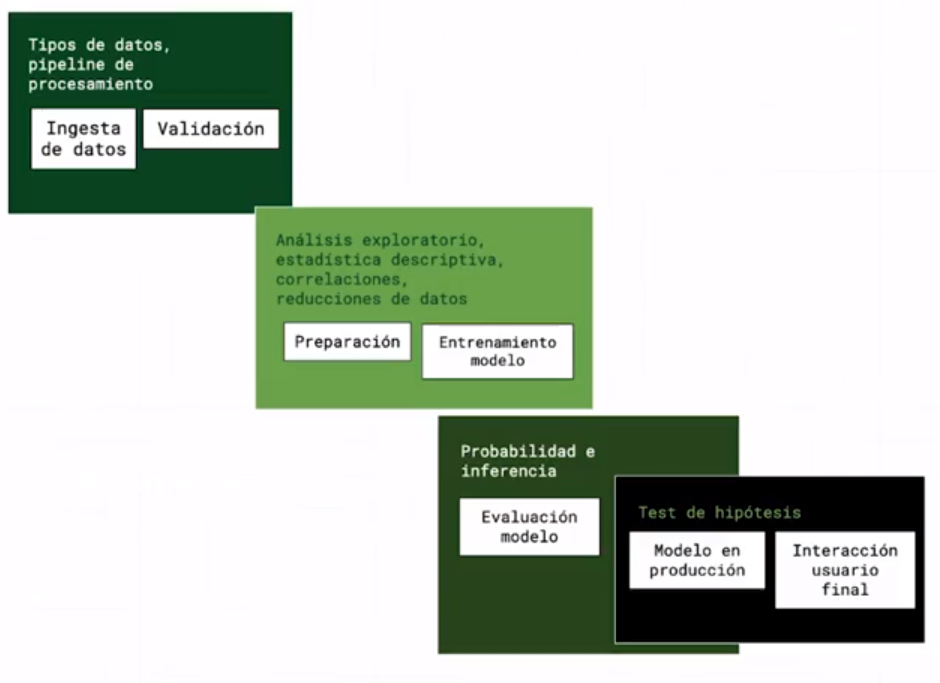 Tipos de datos,
pipeline de
procesamiento
Ingesta
de datos
Validación
Análisis exploratorio,
estadística descriptiva,
correlaciones,
reducciones de datos
Preparación
Entrenamiento
modelo
Probabilidad e
inferencia
Evaluación
modelo
Test de hipótesis
Modelo en
producción
Interacción
usuario
final